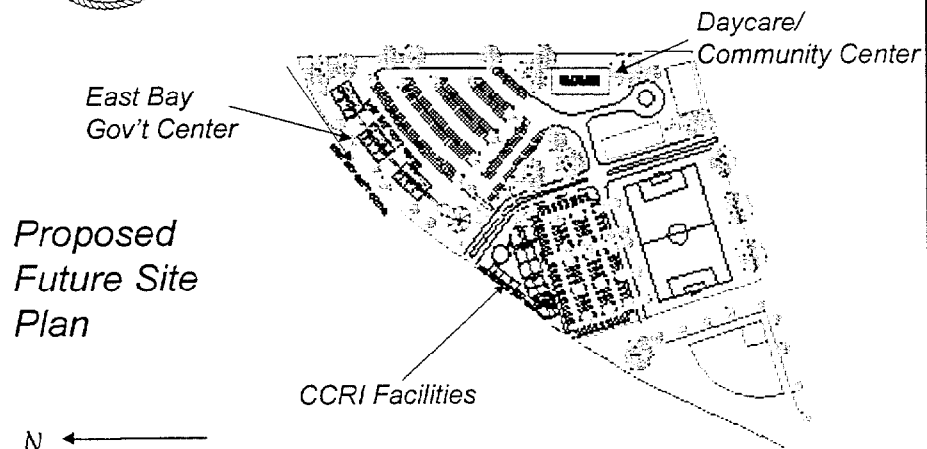 Daycare/
Community Center
East Bay
Gov't Center
Proposed
Future Site
Plan
CCRI Facilities
N